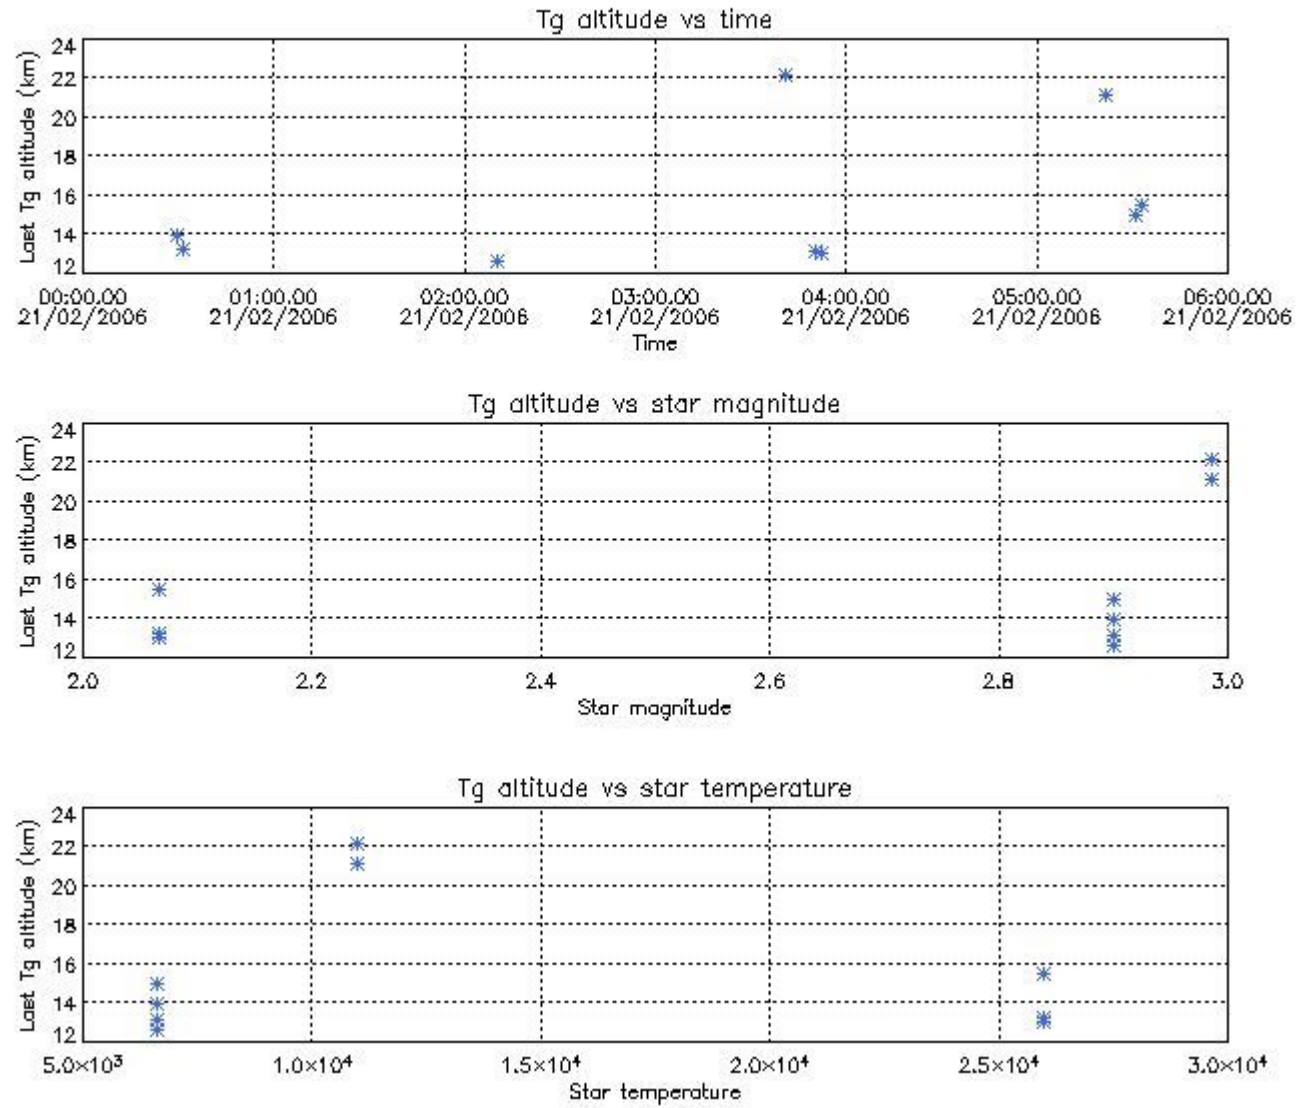 Tg altitude vs time
Last Tg altitude (km)
24
22
20
18
16
14
12
00:00.00 01:00.00 02:00.00 03:00.00 04:00.00 05:00.00 06:00.00
21/02/2006 21/02/2006 21/02/2006 21/02/2006 21/02/2006 21/02/2006 21/02/2006
Time
Tg altitude vs star magnitude
Last Tg altitude (km)
24
22
20
18
16
14
12
2.0 2.2 2.4 2.6 2.8 3.0
Star magnitude
Tg altitude vs star temperature
Last Tg altitude (km)
24
22
20
18
16
14
12
5.0×10³ 1.0×10⁴ 1.5×10⁴ 2.0×10⁴ 2.5×10⁴ 3.0×10⁴
Star temperature